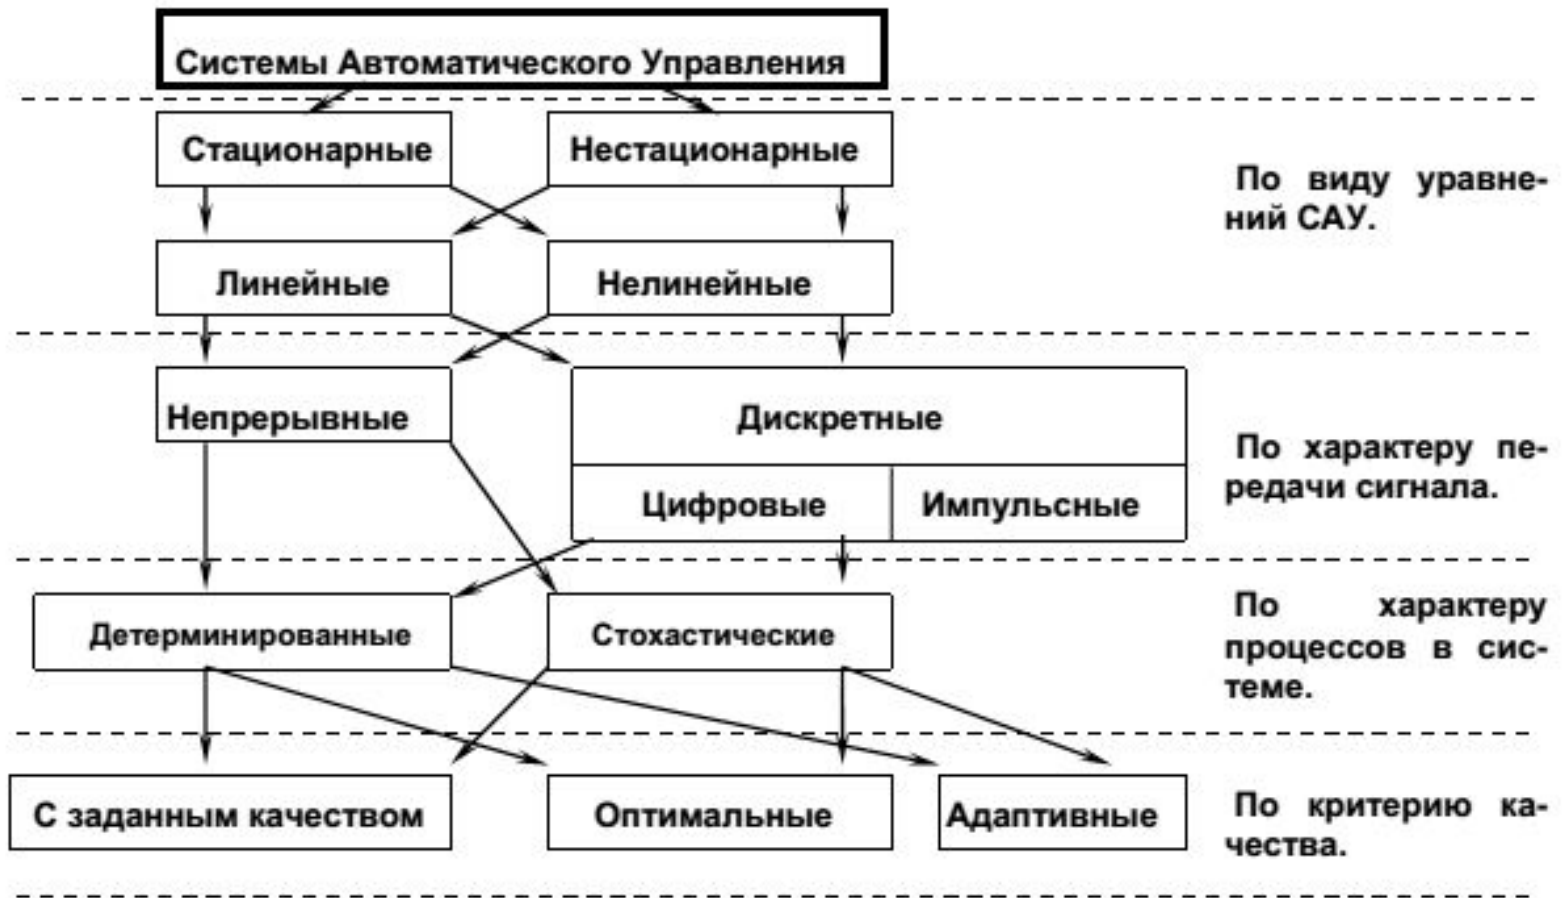 Системы Автоматического Управления
Стационарные
Нестационарные
По виду уравне-
ний САУ.
Линейные
Нелинейные
Непрерывные
Дискретные
По характеру пе-
редачи сигнала.
Цифровые
Импульсные
Детерминированные
Стохастические
По характеру
процессов в сис-
теме.
С заданным качеством
Оптимальные
Адаптивные
По критерию ка-
чества.